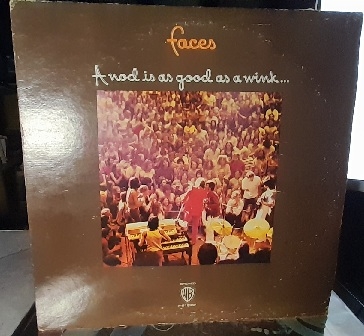 faces
A nod is as good as a wink...